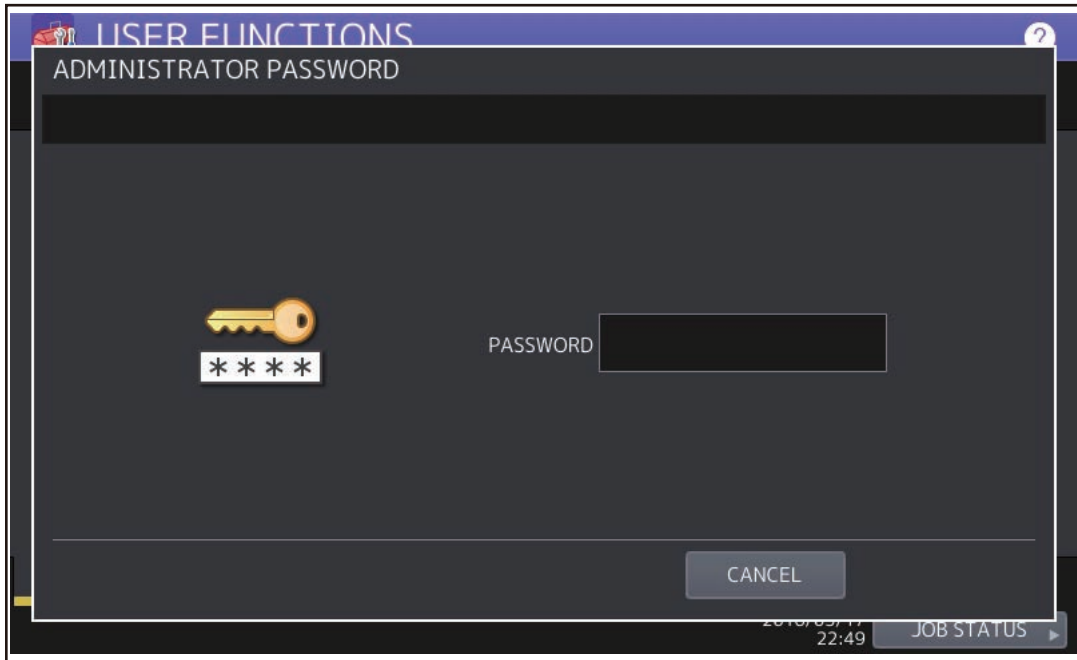 USER FUNCTIONS
?
ADMINISTRATOR PASSWORD
PASSWORD
* * * *
CANCEL
22:49
JOB STATUS